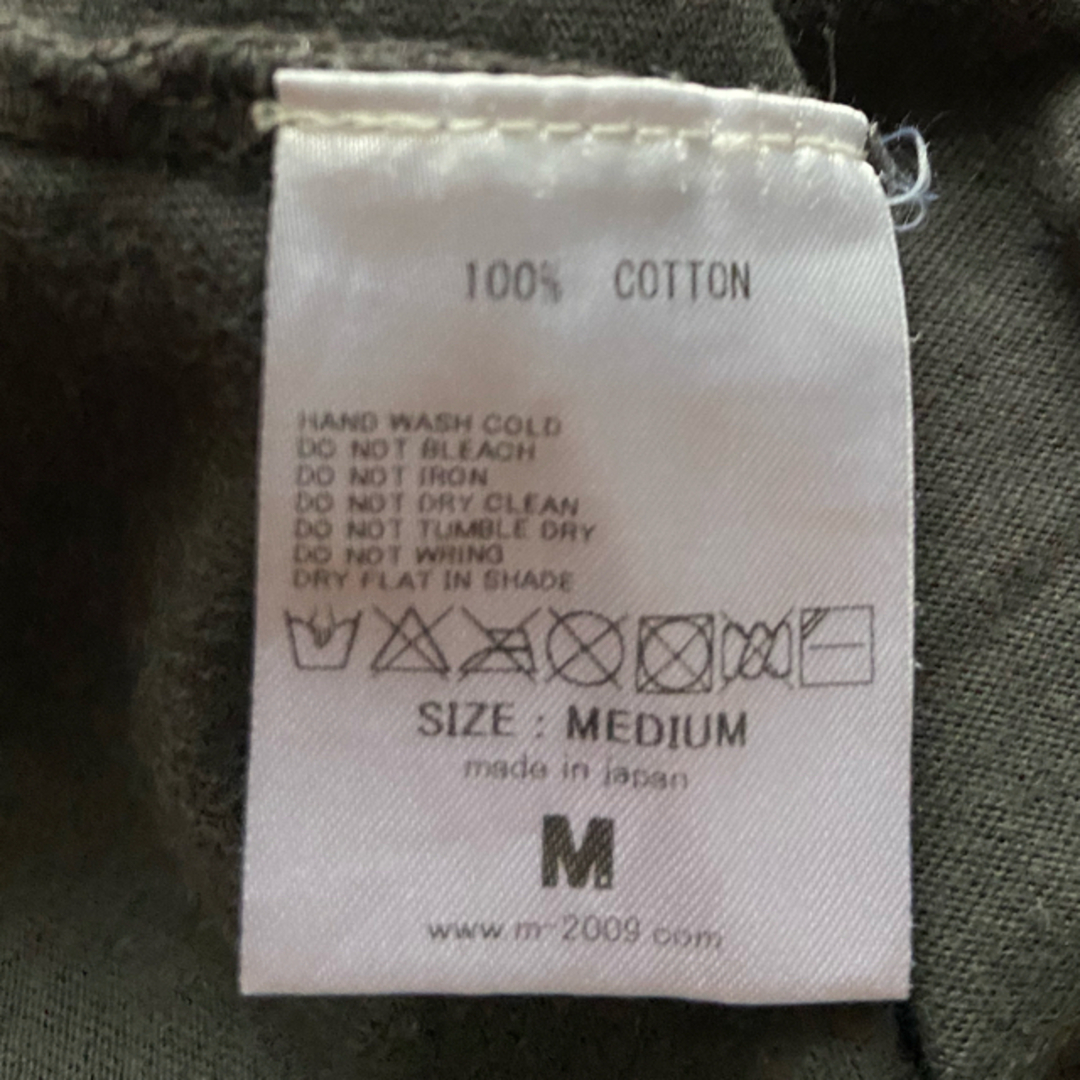 100% COTTON
HAND WASH COLD
DO NOT BLEACH
DO NOT IRON
DO NOT DRY CLEAN
DO NOT TUMBLE DRY
DO NOT WRING
DRY FLAT IN SHADE
SIZE : MEDIUM
made in japan
M
www.m-2009.com